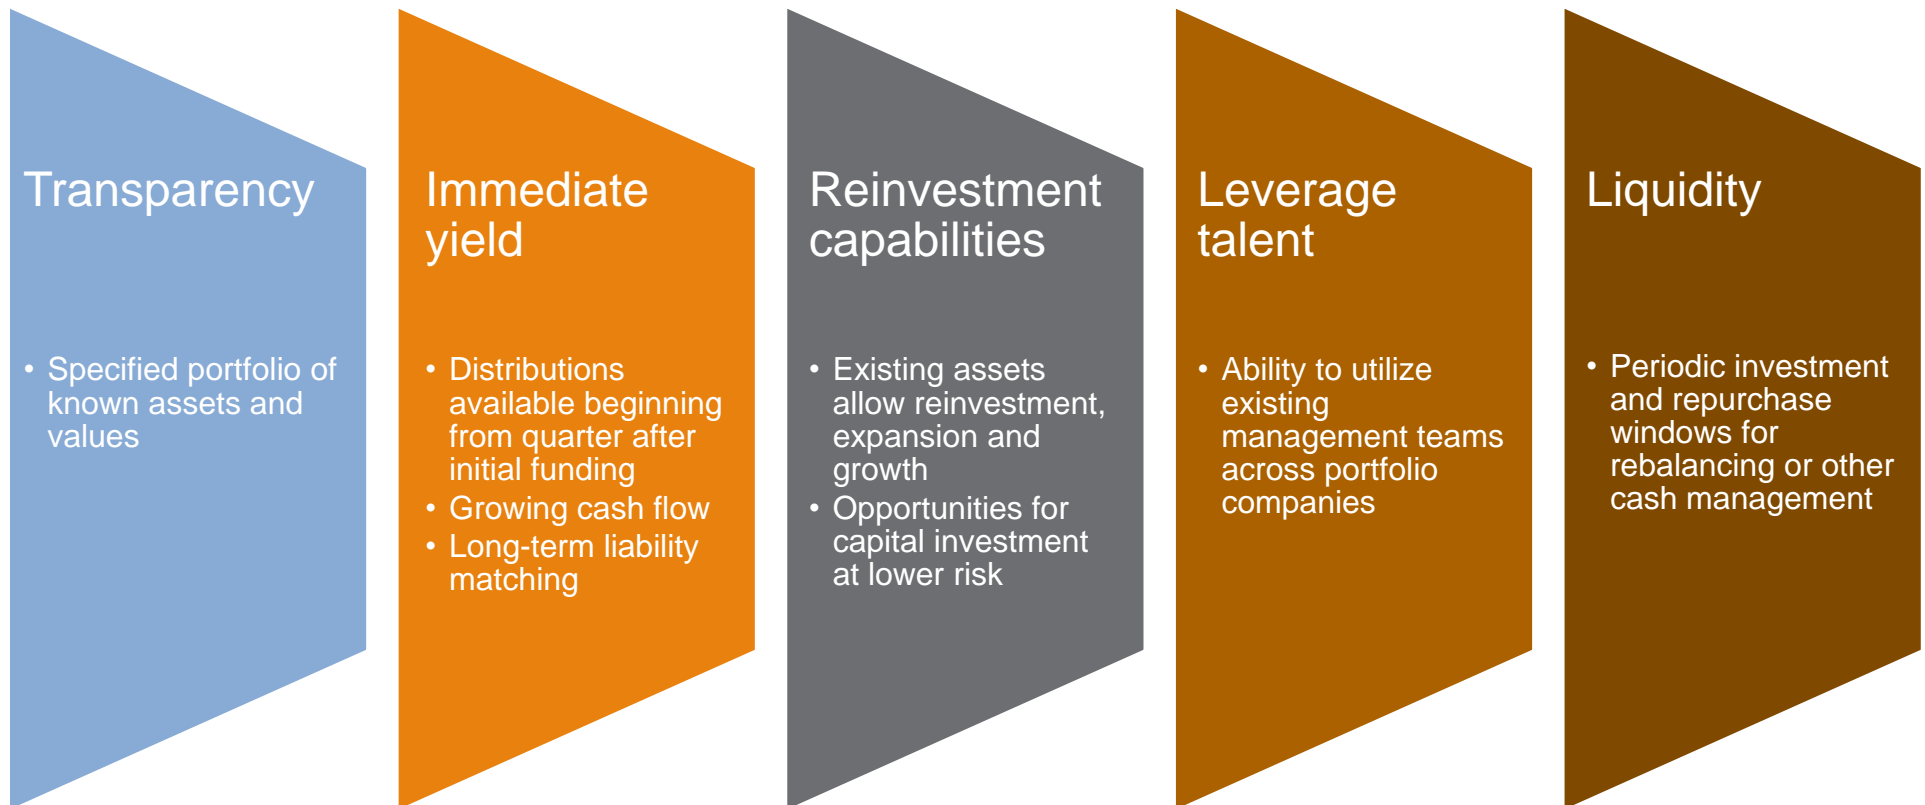 Transparency
• Specified portfolio of
known assets and
values
Immediate
yield
• Distributions
available beginning
from quarter after
initial funding
• Growing cash flow
• Long-term liability
matching
Reinvestment
capabilities
• Existing assets
allow reinvestment,
expansion and
growth
• Opportunities for
capital investment
at lower risk
Leverage
talent
• Ability to utilize
existing
management teams
across portfolio
companies
Liquidity
• Periodic investment
and repurchase
windows for
rebalancing or other
cash management